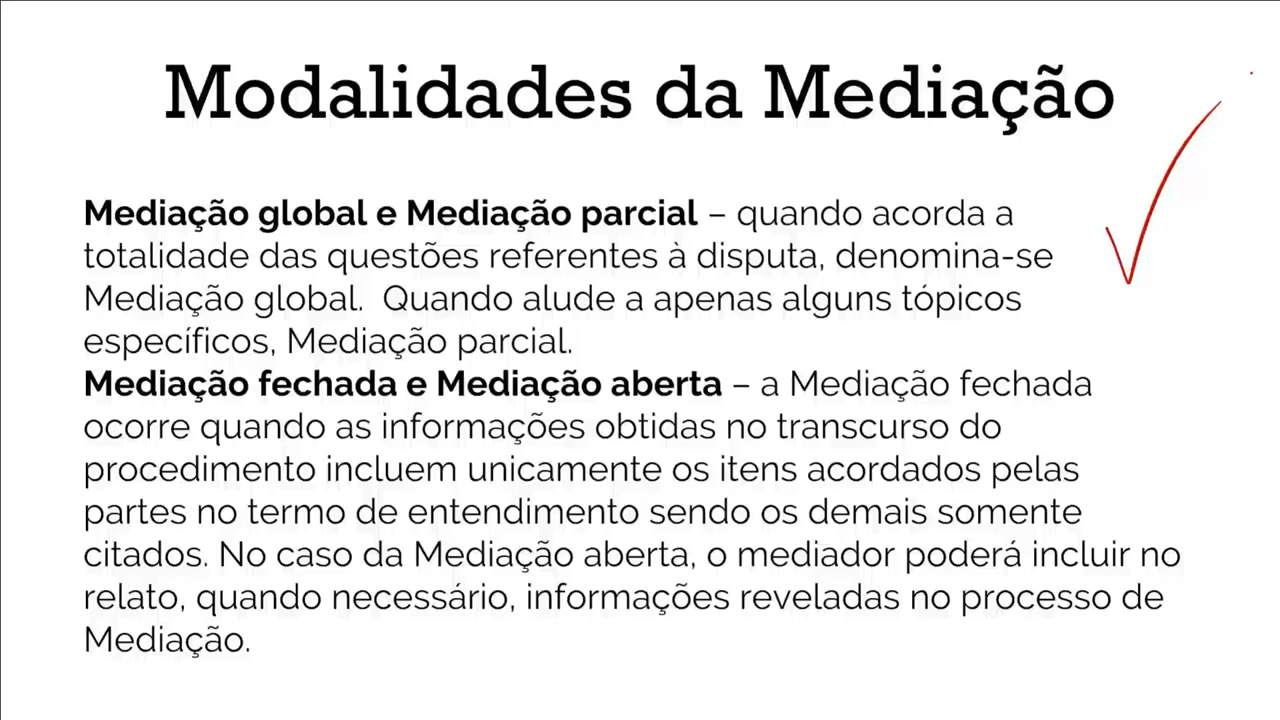 Modalidades da Mediação
Mediação global e Mediação parcial – quando acorda a
totalidade das questões referentes à disputa, denomina-se
Mediação global.  Quando alude a apenas alguns tópicos
específicos, Mediação parcial.
Mediação fechada e Mediação aberta – a Mediação fechada
ocorre quando as informações obtidas no transcurso do
procedimento incluem unicamente os itens acordados pelas
partes no termo de entendimento sendo os demais somente
citados. No caso da Mediação aberta, o mediador poderá incluir no
relato, quando necessário, informações reveladas no processo de
Mediação.